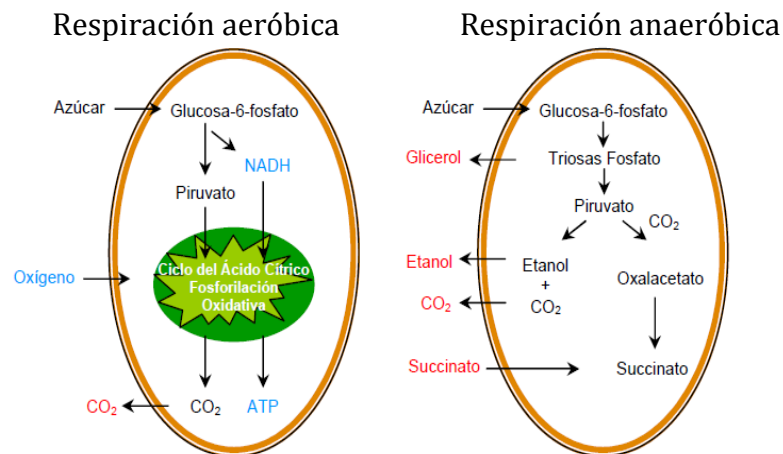 Respiración aeróbica
Azúcar
Glucosa-6-fosfato
NADH
Piruvato
Oxígeno
Ciclo del Ácido Cítrico
Fosforilación
Oxidativa
CO₂
CO₂
ATP
Respiración anaeróbica
Azúcar
Glucosa-6-fosfato
Glicerol
Triosas Fosfato
Piruvato
CO₂
Etanol
Etanol
+
CO₂
CO₂
Oxalacetato
Succinato
Succinato